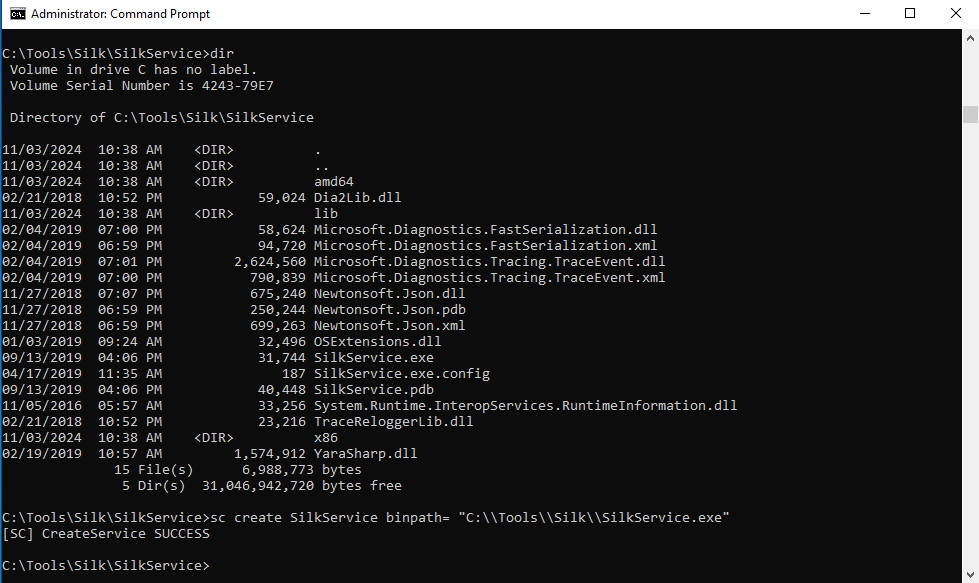 Administrator: Command Prompt
C:\Tools\Silk\SilkService>dir
 Volume in drive C has no label.
 Volume Serial Number is 4243-79E7

 Directory of C:\Tools\Silk\SilkService

11/03/2024  10:38 AM    <DIR>          .
11/03/2024  10:38 AM    <DIR>          ..
11/03/2024  10:38 AM    <DIR>          amd64
02/21/2018  10:52 PM            59,024 Dia2Lib.dll
11/03/2024  10:38 AM    <DIR>          lib
02/04/2019  07:00 PM            58,624 Microsoft.Diagnostics.FastSerialization.dll
02/04/2019  06:59 PM            94,720 Microsoft.Diagnostics.FastSerialization.xml
02/04/2019  07:01 PM         2,624,560 Microsoft.Diagnostics.Tracing.TraceEvent.dll
02/04/2019  07:00 PM           790,839 Microsoft.Diagnostics.Tracing.TraceEvent.xml
11/27/2018  07:07 PM           675,240 Newtonsoft.Json.dll
11/27/2018  06:59 PM           250,244 Newtonsoft.Json.pdb
11/27/2018  06:59 PM           699,263 Newtonsoft.Json.xml
01/03/2019  09:24 AM            32,496 OSExtensions.dll
09/13/2019  04:06 PM            31,744 SilkService.exe
04/17/2019  11:35 AM               187 SilkService.exe.config
09/13/2019  04:06 PM            40,448 SilkService.pdb
11/05/2016  05:57 AM            33,256 System.Runtime.InteropServices.RuntimeInformation.dll
02/21/2018  10:52 PM            23,216 TraceReloggerLib.dll
11/03/2024  10:38 AM    <DIR>          x86
02/19/2019  10:57 AM         1,574,912 YaraSharp.dll
              15 File(s)      6,988,773 bytes
               5 Dir(s)  31,046,942,720 bytes free

C:\Tools\Silk\SilkService>sc create SilkService binpath= "C:\\Tools\\Silk\\SilkService.exe"
[SC] CreateService SUCCESS

C:\Tools\Silk\SilkService>